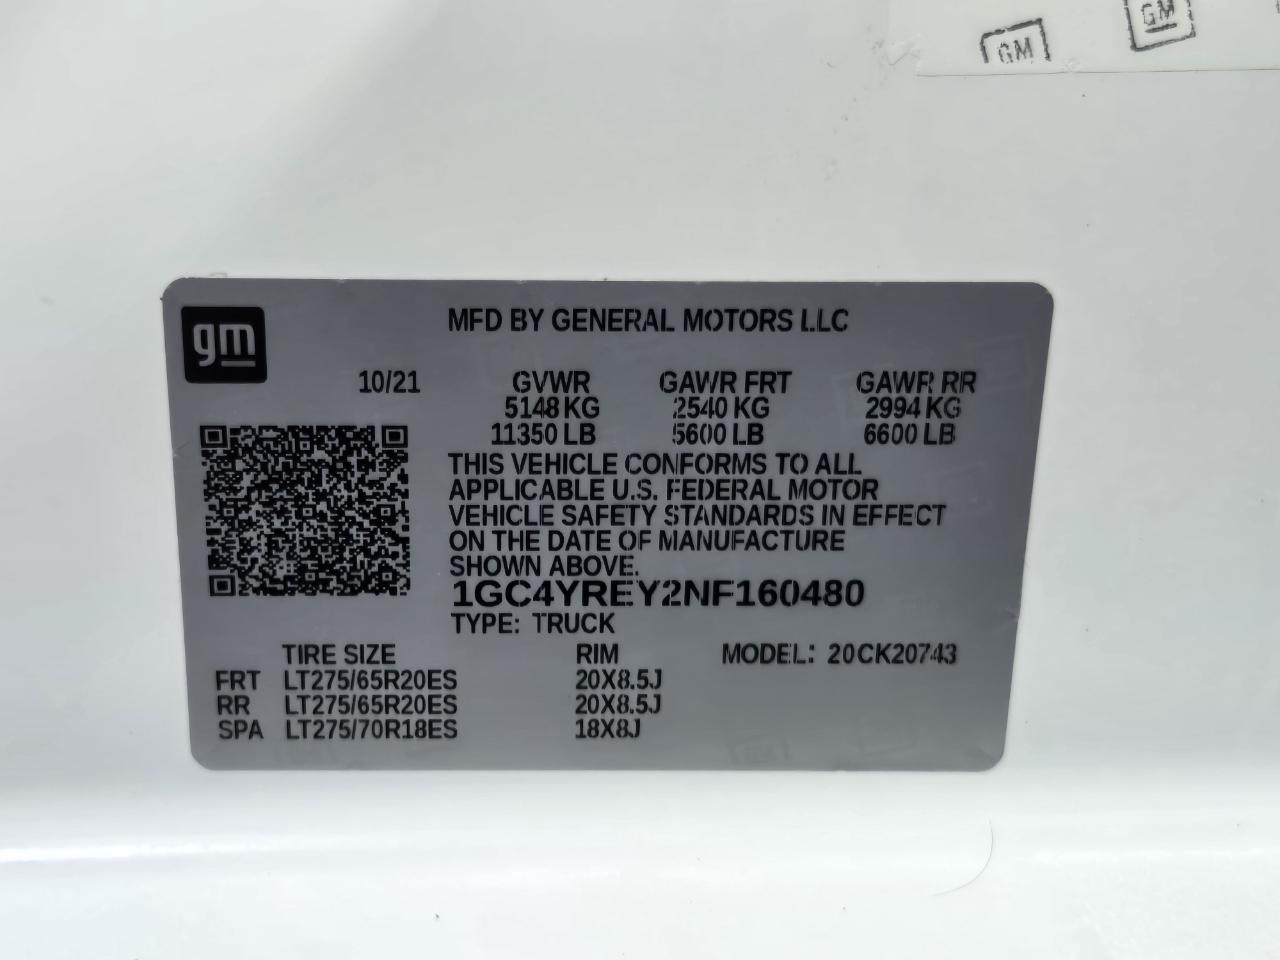 GM GM
gm
MFD BY GENERAL MOTORS LLC
10/21 GVWR GAWR FRT GAWR RR
5148 KG 2540 KG 2994 KG
11350 LB 5600 LB 6600 LB
THIS VEHICLE CONFORMS TO ALL
APPLICABLE U.S. FEDERAL MOTOR
VEHICLE SAFETY STANDARDS IN EFFECT
ON THE DATE OF MANUFACTURE
SHOWN ABOVE.
1GC4YREY2NF160480
TYPE: TRUCK
TIRE SIZE RIM MODEL: 20CK20743
FRT LT275/65R20ES 20X8.5J
RR LT275/65R20ES 20X8.5J
SPA LT275/70R18ES 18X8J
GM